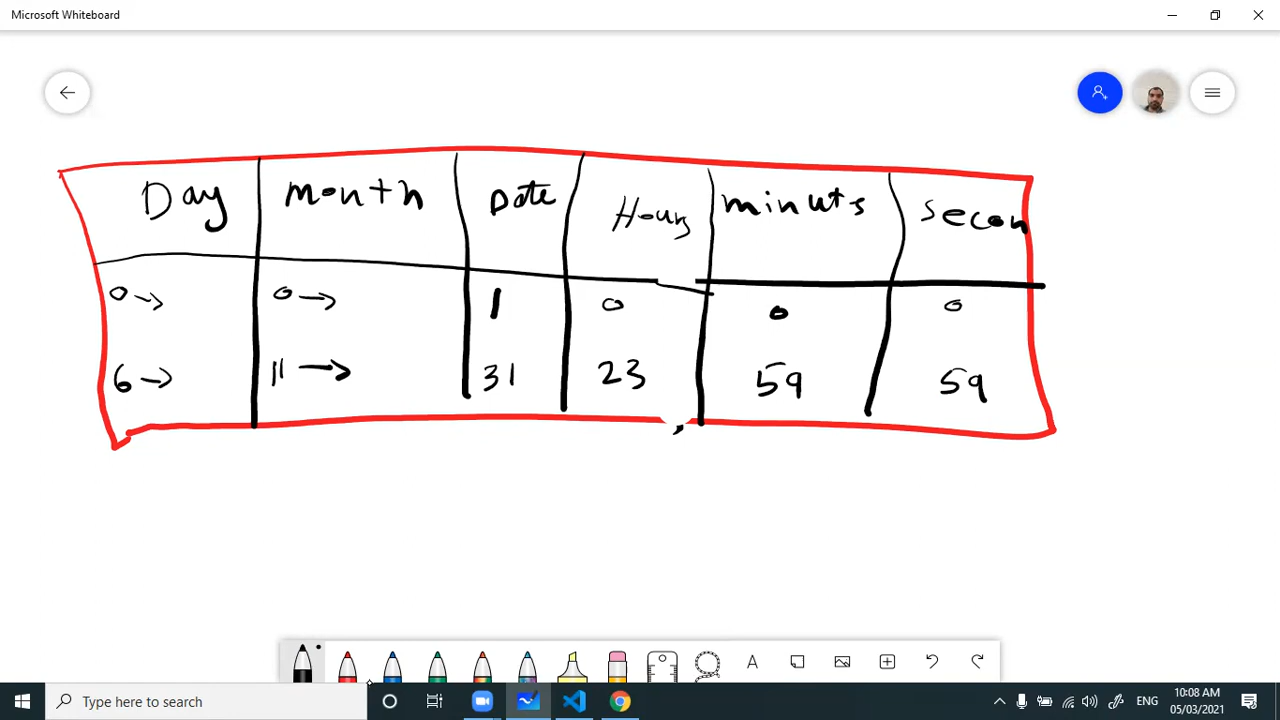 Microsoft Whiteboard
Day month Date Hours minuts Secon
0 → 0 → 1 0 0 0
6 → 11 → 31 23 59 59
A
Type here to search
ENG
10:08 AM
05/03/2021